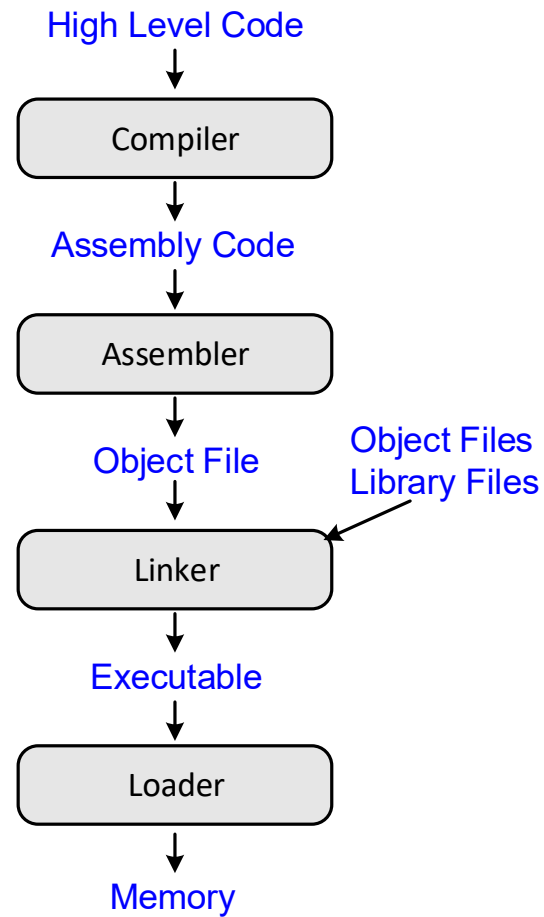 High Level Code
Compiler
Assembly Code
Assembler
Object File
Object Files
Library Files
Linker
Executable
Loader
Memory